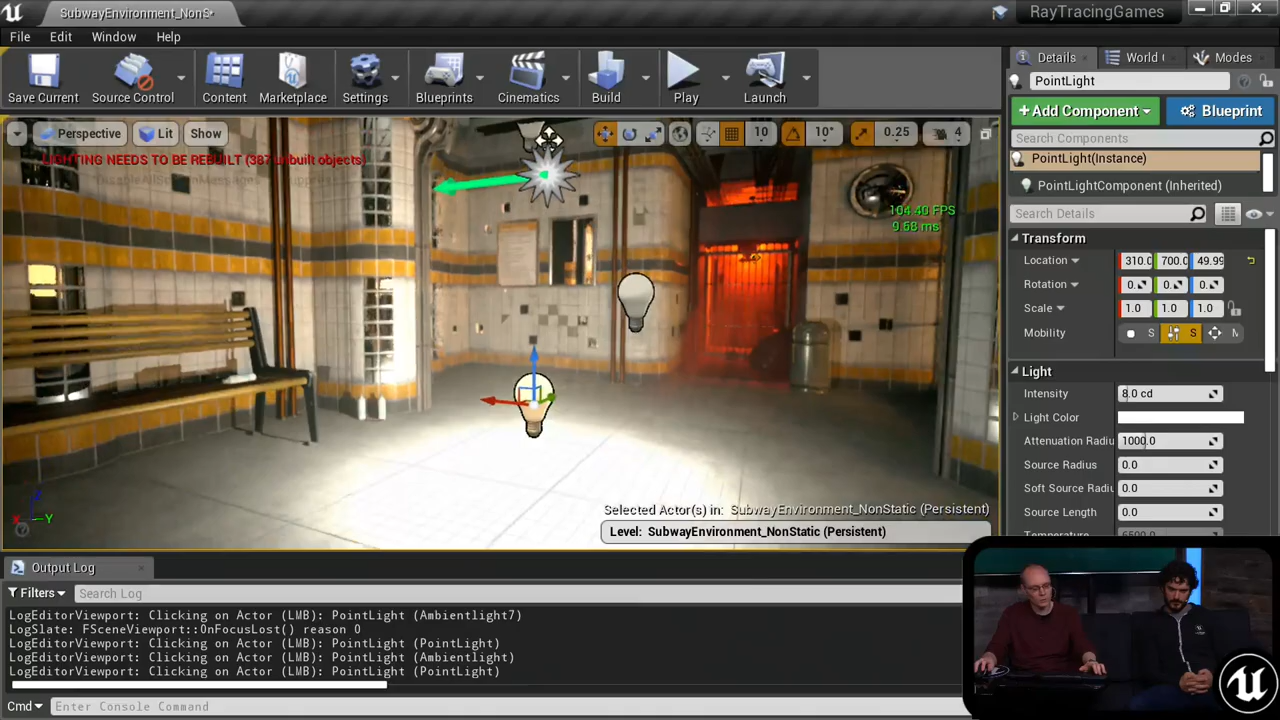 SubwayEnvironment_NonS•
RayTracingGames
File Edit Window Help
Details World Modes
PointLight
Save Current Source Control Content Marketplace Settings Blueprints Cinematics Build Play Launch
+Add Component Blueprint
Search Components
Perspective Lit Show 10 10° 0.25 4
LIGHTING NEEDS TO BE REBUILT (387 unbuilt objects)
PointLight(Instance)
PointLightComponent (Inherited)
Search Details
104.40 FPS
9.68 ms
Transform
Location 310.0 700.0 49.99
Rotation 0. 0. 0.
Scale 1.0 1.0 1.0
Mobility S S M
Light
Intensity 8.0 cd
Light Color
Attenuation Radiu 1000.0
Source Radius 0.0
Soft Source Radiu 0.0
Source Length 0.0
X Y
Selected Actor(s) in: SubwayEnvironment_NonStatic (Persistent)
Level: SubwayEnvironment_NonStatic (Persistent)
Output Log
Filters Search Log
LogEditorViewport: Clicking on Actor (LMB): PointLight (Ambientlight7)
LogSlate: FSceneViewport::OnFocusLost() reason 0
LogEditorViewport: Clicking on Actor (LMB): PointLight (PointLight)
LogEditorViewport: Clicking on Actor (LMB): PointLight (Ambientlight)
LogEditorViewport: Clicking on Actor (LMB): PointLight (PointLight)
Cmd Enter Console Command